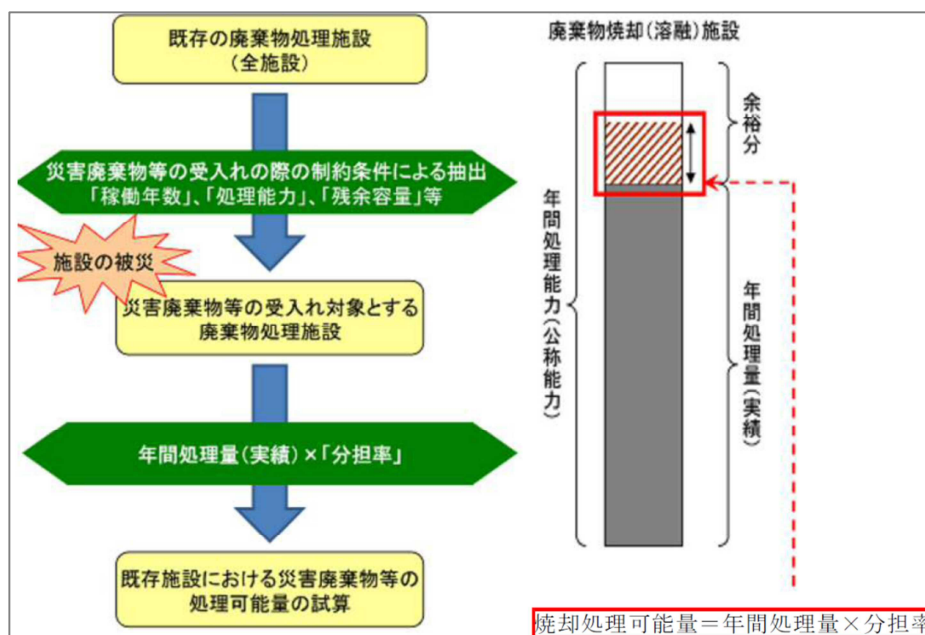 既存の廃棄物処理施設
(全施設)
災害廃棄物等の受入れの際の制約条件による抽出
「稼働年数」、「処理能力」、「残余容量」等
施設の被災
災害廃棄物等の受入れ対象とする
廃棄物処理施設
年間処理量(実績)×「分担率」
既存施設における災害廃棄物等の
処理可能量の試算
廃棄物焼却(溶融)施設
年間処理能力(公称能力)
余裕分
年間処理量(実績)
焼却処理可能量＝年間処理量×分担率